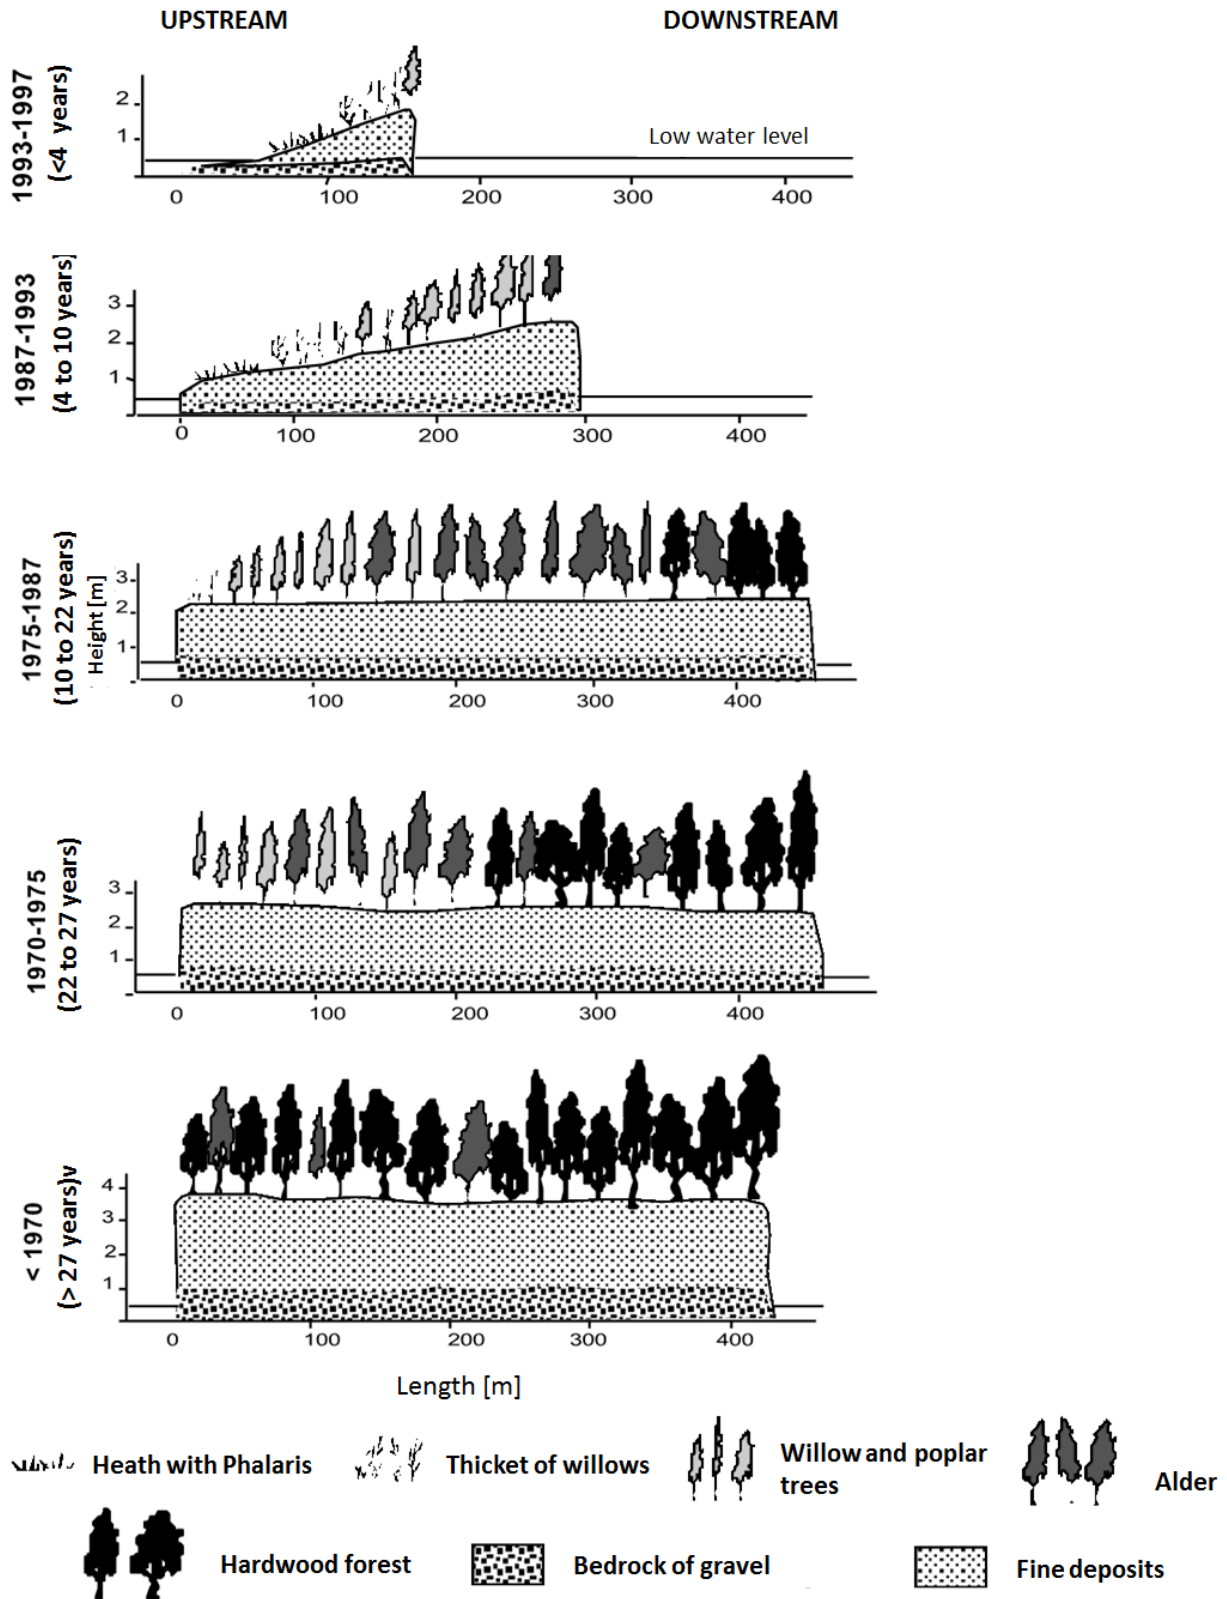 UPSTREAM DOWNSTREAM
1993-1997
(<4 years)
2
1
Low water level
0 100 200 300 400
1987-1993
(4 to 10 years)
3
2
1
0 100 200 300 400
1975-1987
(10 to 22 years)
Height [m]
3
2
1
0 100 200 300 400
1970-1975
(22 to 27 years)
3
2
1
0 100 200 300 400
< 1970
(> 27 years)v
4
3
2
1
0 100 200 300 400
Length [m]
Heath with Phalaris
Thicket of willows
Willow and poplar
trees
Alder
Hardwood forest
Bedrock of gravel
Fine deposits